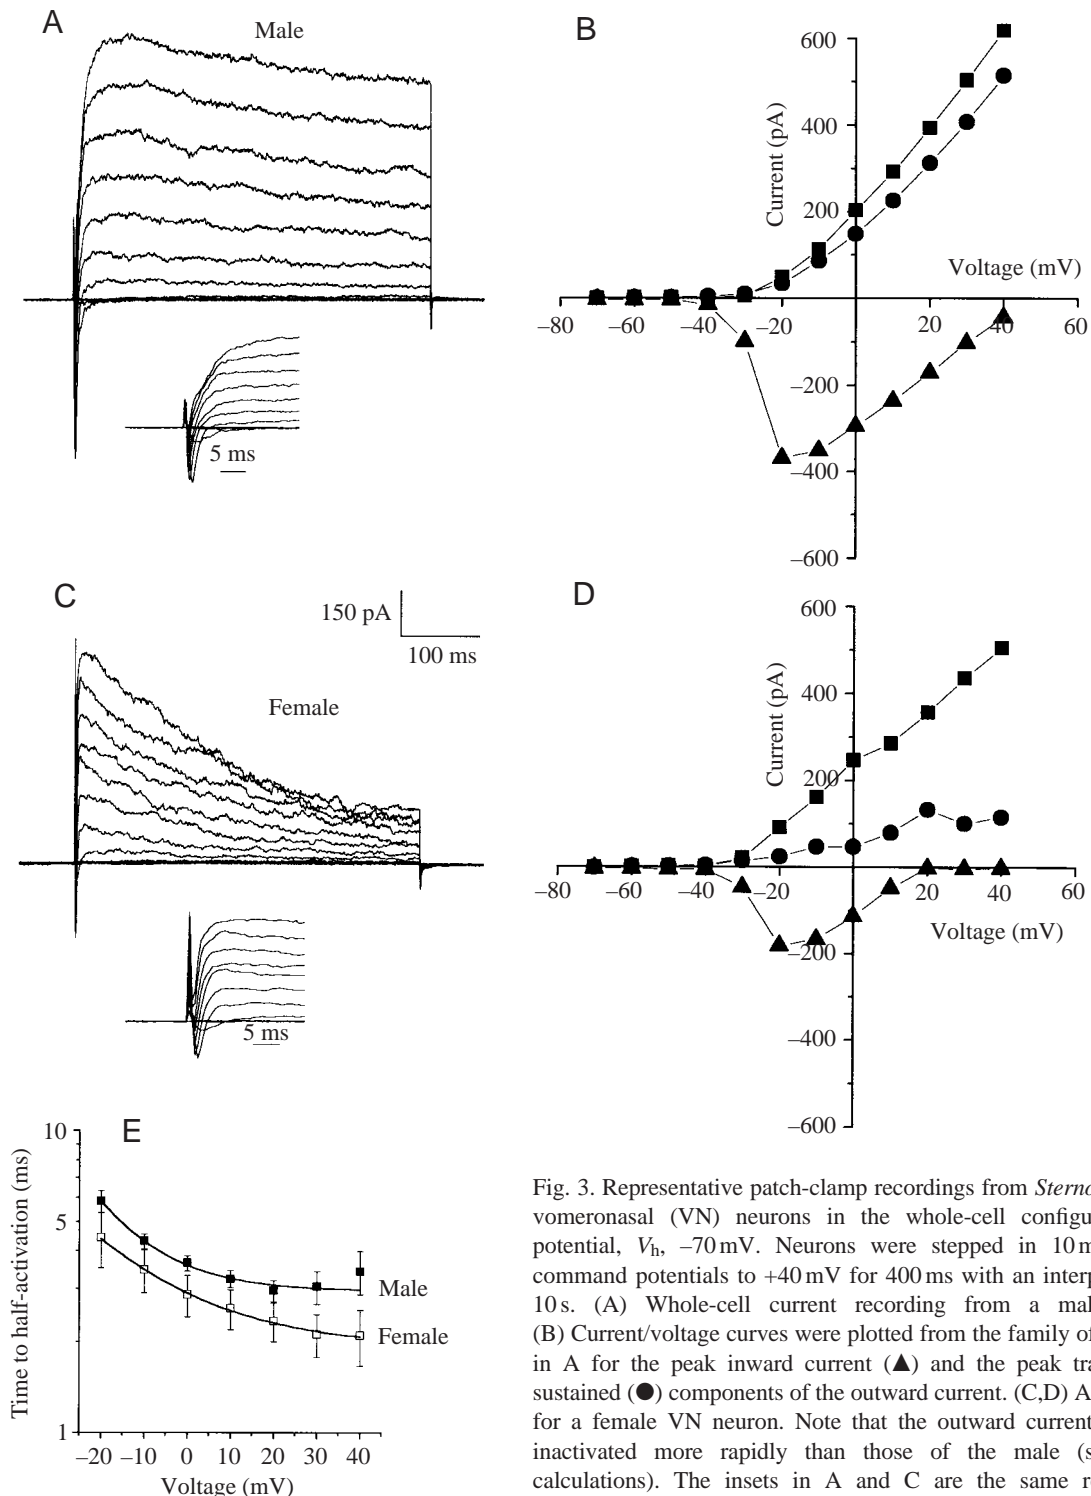 A
Male
5 ms
B
600
400
200
−200
−400
−600
Current (pA)
Voltage (mV)
−80
−60
−40
−20
20
40
60
C
150 pA
100 ms
Female
5 ms
D
600
400
200
−200
−400
−600
Current (pA)
Voltage (mV)
−80
−60
−40
−20
20
40
60
E
10
5
1
Time to half-activation (ms)
Male
Female
−20 −10 0 10 20 30 40
Voltage (mV)
Fig. 3. Representative patch-clamp recordings from
vomeronasal (VN) neurons in the whole-cell
potential, Vh, −70 mV. Neurons were stepped in 10
command potentials to +40 mV for 400 ms with an
10 s. (A) Whole-cell current recording from a
(B) Current/voltage curves were plotted from the family of
in A for the peak inward current (▲) and the peak
sustained (●) components of the outward current. (C,D)
for a female VN neuron. Note that the outward current
inactivated more rapidly than those of the male
calculations). The insets in A and C are the same